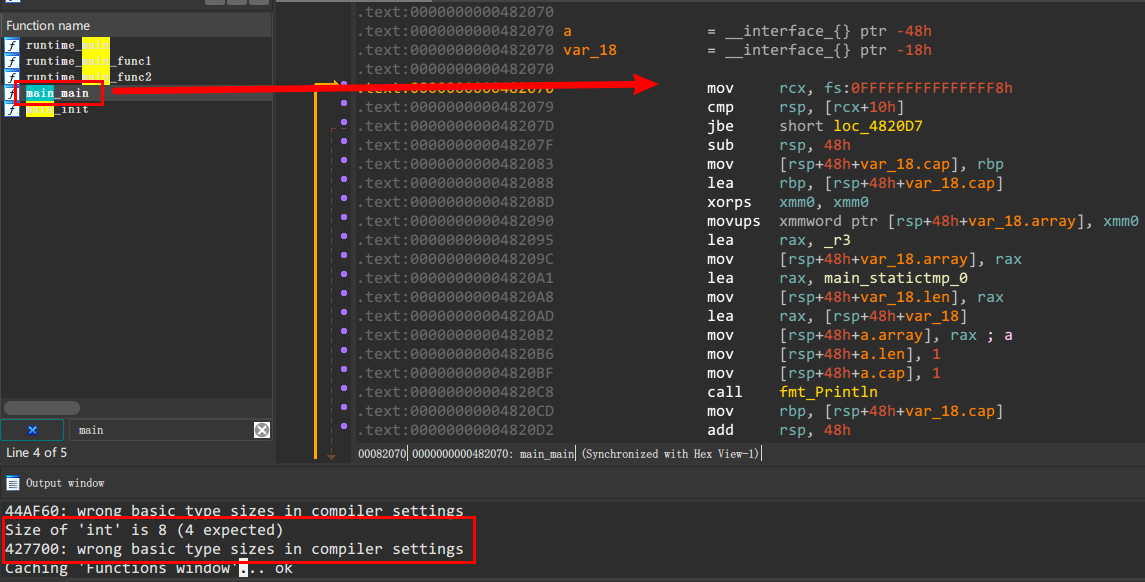 Function name
f runtime_main
f runtime_main_func1
f runtime_main_func2
f main_main
f main_init
main
Line 4 of 5
.text:0000000000482070
.text:0000000000482070 a = __interface_{} ptr -48h
.text:0000000000482070 var_18 = __interface_{} ptr -18h
.text:0000000000482070
.text:0000000000482070 mov rcx, fs:0FFFFFFFFFFFFFFF8h
.text:0000000000482079 cmp rsp, [rcx+10h]
.text:000000000048207D jbe short loc_4820D7
.text:000000000048207F sub rsp, 48h
.text:0000000000482083 mov [rsp+48h+var_18.cap], rbp
.text:0000000000482088 lea rbp, [rsp+48h+var_18.cap]
.text:000000000048208D xorps xmm0, xmm0
.text:0000000000482090 movups xmmword ptr [rsp+48h+var_18.array], xmm0
.text:0000000000482095 lea rax, _r3
.text:000000000048209C mov [rsp+48h+var_18.array], rax
.text:00000000004820A1 lea rax, main_statictmp_0
.text:00000000004820A8 mov [rsp+48h+var_18.len], rax
.text:00000000004820AD lea rax, [rsp+48h+var_18]
.text:00000000004820B2 mov [rsp+48h+a.array], rax ; a
.text:00000000004820B6 mov [rsp+48h+a.len], 1
.text:00000000004820BF mov [rsp+48h+a.cap], 1
.text:00000000004820C8 call fmt_Println
.text:00000000004820CD mov rbp, [rsp+48h+var_18.cap]
.text:00000000004820D2 add rsp, 48h
00082070 0000000000482070: main_main (Synchronized with Hex View-1)
Output window
44AF60: wrong basic type sizes in compiler settings
Size of 'int' is 8 (4 expected)
427700: wrong basic type sizes in compiler settings
Caching 'Functions window'... ok